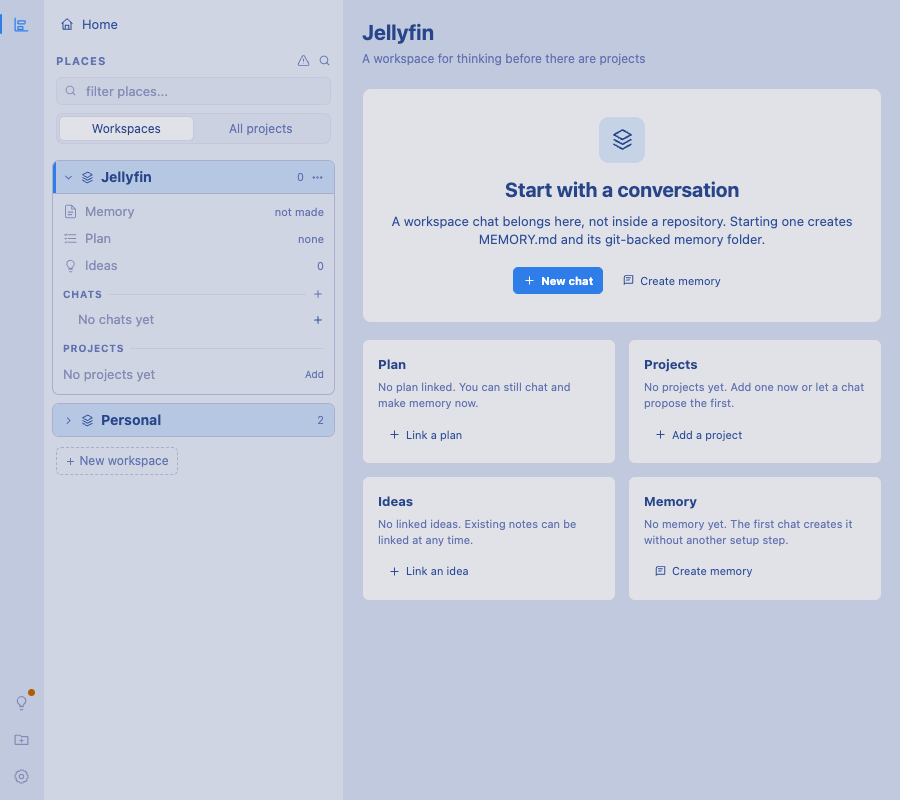 Home
PLACES
filter places...
Workspaces
All projects
Jellyfin
0
Memory
not made
Plan
none
Ideas
0
CHATS
No chats yet
PROJECTS
No projects yet
Add
Personal
2
+ New workspace
Jellyfin
A workspace for thinking before there are projects
Start with a conversation
A workspace chat belongs here, not inside a repository. Starting one creates
MEMORY.md and its git-backed memory folder.
+ New chat
Create memory
Plan
No plan linked. You can still chat and
make memory now.
+ Link a plan
Projects
No projects yet. Add one now or let a chat
propose the first.
+ Add a project
Ideas
No linked ideas. Existing notes can be
linked at any time.
+ Link an idea
Memory
No memory yet. The first chat creates it
without another setup step.
Create memory